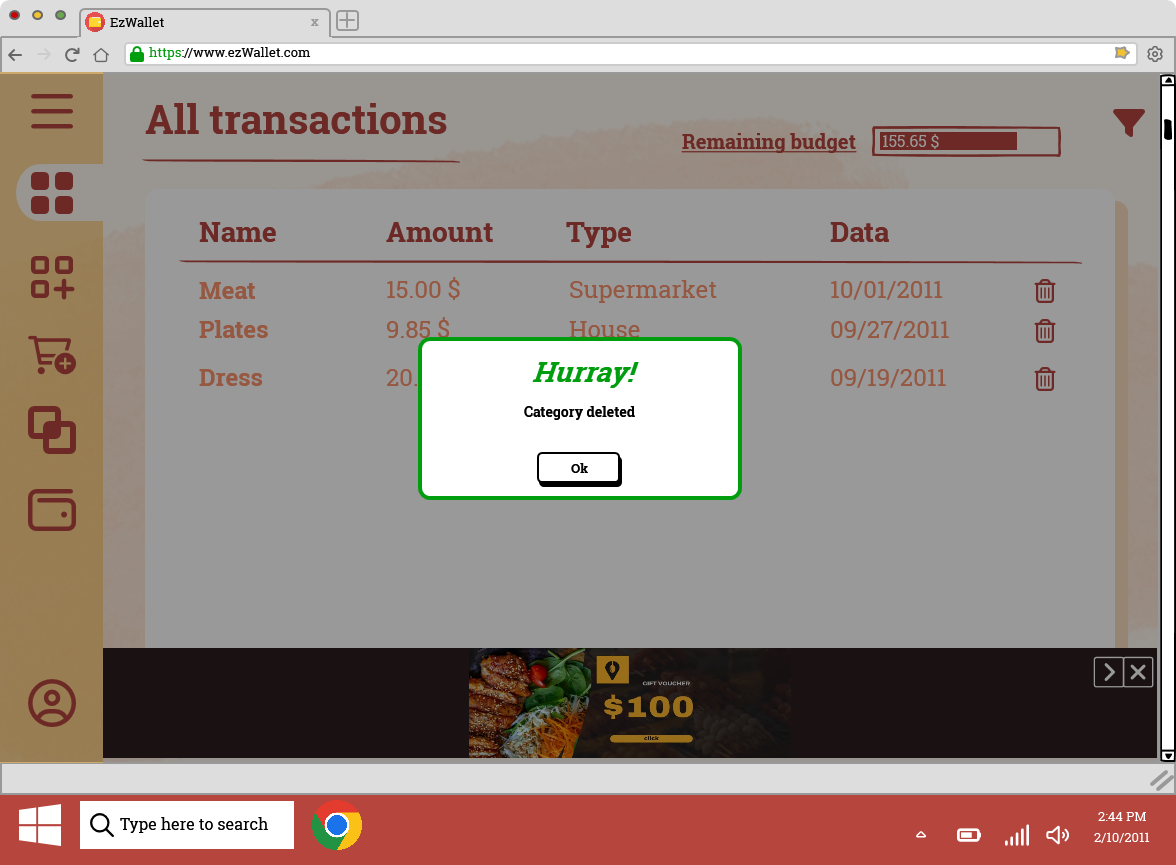 EzWallet
x
https://www.ezWallet.com
All transactions
Remaining budget
155.65 $
Name Amount Type Data
Meat 15.00 $ Supermarket 10/01/2011
Plates 9.85 $ House 09/27/2011
Dress 20. 09/19/2011
Hurray!
Category deleted
Ok
GIFT VOUCHER
$100
click
Type here to search
2:44 PM
2/10/2011